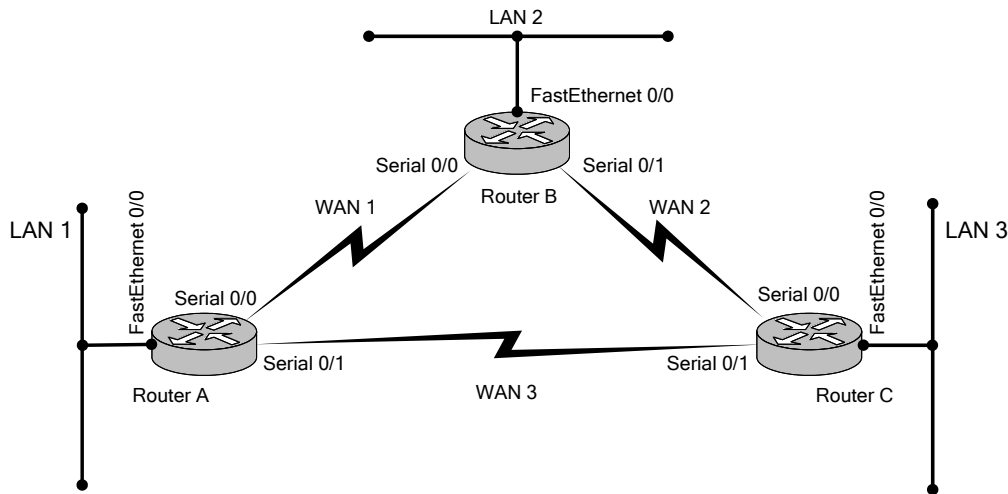 LAN 2
FastEthernet 0/0
Serial 0/0
Serial 0/1
Router B
WAN 1
WAN 2
LAN 1
FastEthernet 0/0
Serial 0/0
Serial 0/1
Router A
WAN 3
Serial 0/0
Serial 0/1
FastEthernet 0/0
Router C
LAN 3